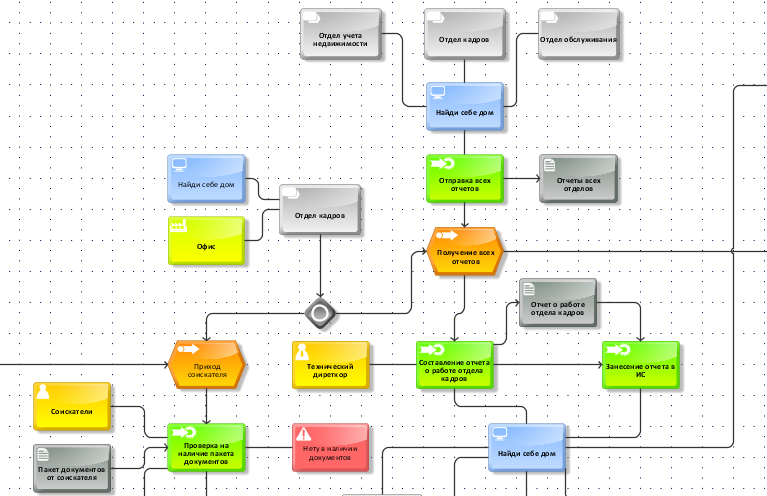 Отдел учета
недвижимости
Отдел кадров
Отдел обслуживания
Найди себе дом
Найди себе дом
Отправка всех
отчетов
Отчеты всех
отделов
Отдел кадров
Офис
Получение всех
отчетов
Отчет о работе
отдела кадров
Приход
соискателя
Технический
диреткор
Составление отчета
о работе отдела
кадров
Занесение отчета в
ИС
Соискатели
Проверка на
наличие пакета
документов
Нету в наличии
документов
Найди себе дом
Пакет документов
от соискателя